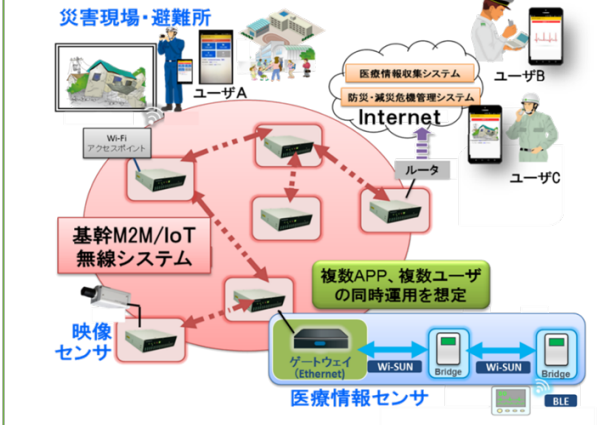 災害現場・避難所
ユーザA
ユーザB
医療情報収集システム
防災・減災危機管理システム
Internet
ユーザC
Wi-Fi
アクセスポイント
ルータ
基幹M2M/IoT
無線システム
複数APP、複数ユーザ
の同時運用を想定
映像
センサ
ゲートウェイ
(Ethernet)
Wi-SUN
Bridge
Wi-SUN
Bridge
医療情報センサ
BLE